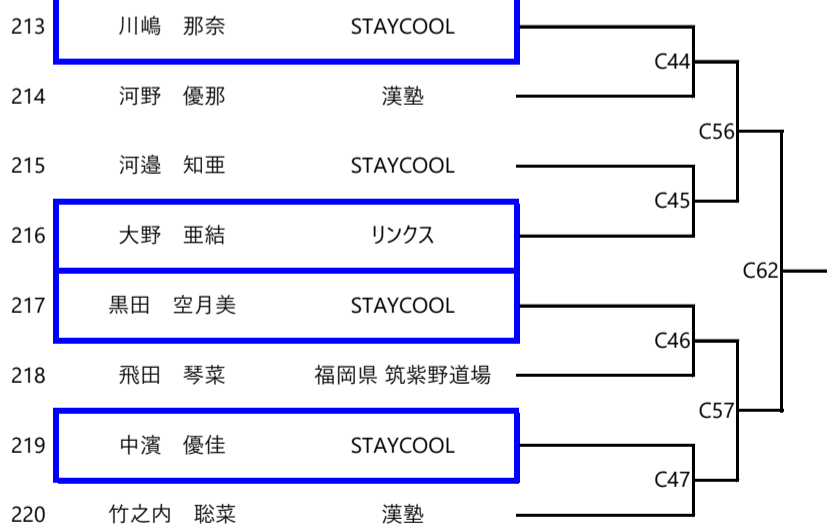 213 川嶋 那奈 STAYCOOL
C44
214 河野 優那 漢塾
C56
215 河邉 知亜 STAYCOOL
C45
216 大野 亜結 リンクス
C62
217 黒田 空月美 STAYCOOL
C46
218 飛田 琴菜 福岡県 筑紫野道場
C57
219 中濱 優佳 STAYCOOL
C47
220 竹之内 聡菜 漢塾